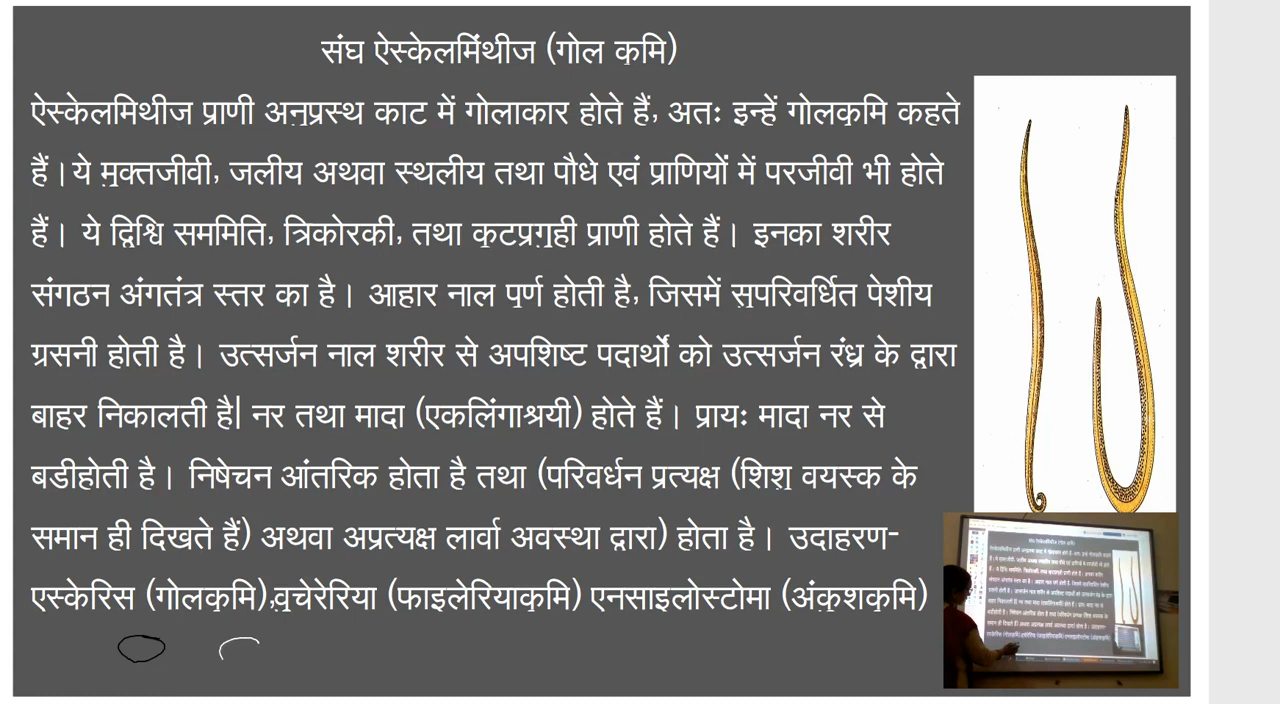 संघ ऐस्केलमिंथीज (गोल कृमि)
ऐस्केलमिथीज प्राणी अनुप्रस्थ काट में गोलाकार होते हैं, अतः इन्हें गोलकृमि कहते
हैं।ये मुक्तजीवी, जलीय अथवा स्थलीय तथा पौधे एवं प्राणियों में परजीवी भी होते
हैं। ये द्विश्वि सममिति, त्रिकोरकी, तथा कूटप्रगुही प्राणी होते हैं। इनका शरीर
संगठन अंगतंत्र स्तर का है। आहार नाल पूर्ण होती है, जिसमें सुपरिवर्धित पेशीय
ग्रसनी होती है। उत्सर्जन नाल शरीर से अपशिष्ट पदार्थो को उत्सर्जन रंध्र के द्वारा
बाहर निकालती है| नर तथा मादा (एकलिंगाश्रयी) होते हैं। प्रायः मादा नर से
बडीहोती है। निषेचन आंतरिक होता है तथा (परिवर्धन प्रत्यक्ष (शिशु वयस्क के
समान ही दिखते हैं) अथवा अप्रत्यक्ष लार्वा अवस्था द्वारा) होता है। उदाहरण-
एस्केरिस (गोलकृमि),वुचेरेरिया (फाइलेरियाकृमि) एनसाइलोस्टोमा (अंकुशकृमि)